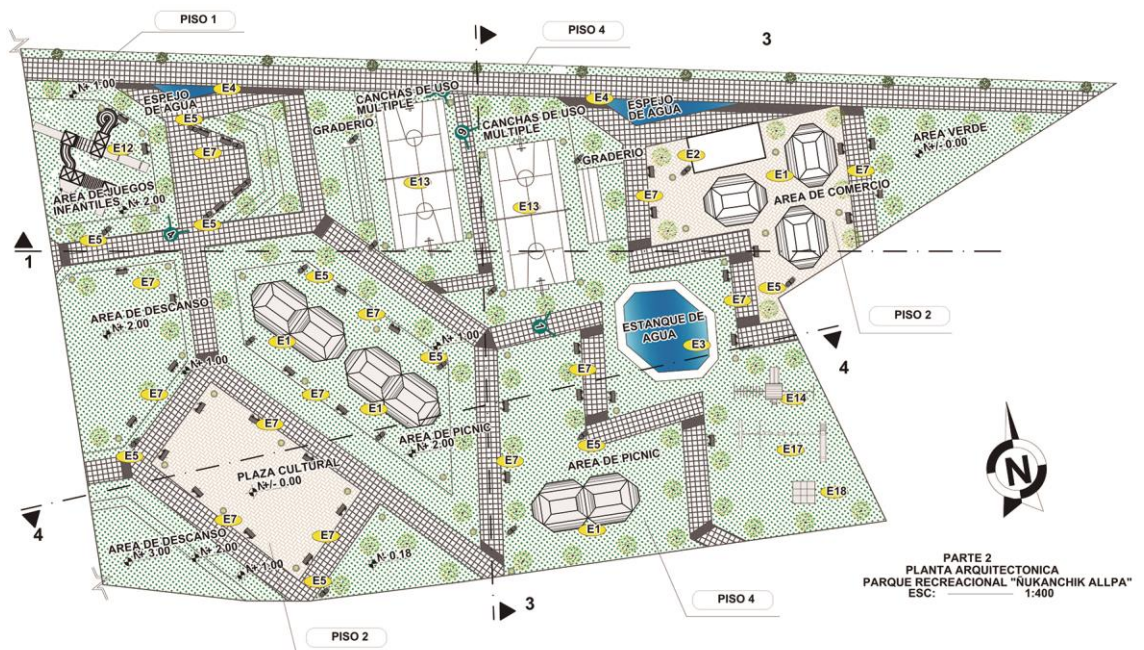 PISO 1
PISO 4
3
N+ 1.00
ESPEJO
DE AGUA
E4
E5
E7
E12
AREA DE JUEGOS
INFANTILES
N+ 2.00
E5
E5
GRADERIO
CANCHAS DE USO
MULTIPLE
E13
CANCHAS DE USO
MULTIPLE
E13
GRADERIO
E4
ESPEJO
DE AGUA
E2
E1
E7
E7
AREA DE COMERCIO
AREA VERDE
N+/- 0.00
1
E7
AREA DE DESCANSO
N+ 2.00
E5
E7
E1
E1
E7
E5
N+ 1.00
N+ 1.00
AREA DE PICNIC
N+ 2.00
ESTANQUE DE
AGUA
E3
E7
E5
E7
PISO 2
4
E14
E17
E18
E7
E5
E7
PLAZA CULTURAL
N+/- 0.00
E7
E7
E5
E7
E5
AREA DE PICNIC
E1
4
AREA DE DESCANSO
N+ 3.00
N+ 2.00
N+ 1.00
N- 0.18
N
PISO 2
3
PISO 4
PARTE 2
PLANTA ARQUITECTONICA
PARQUE RECREACIONAL "ÑUKANCHIK ALLPA"
ESC: 1:400